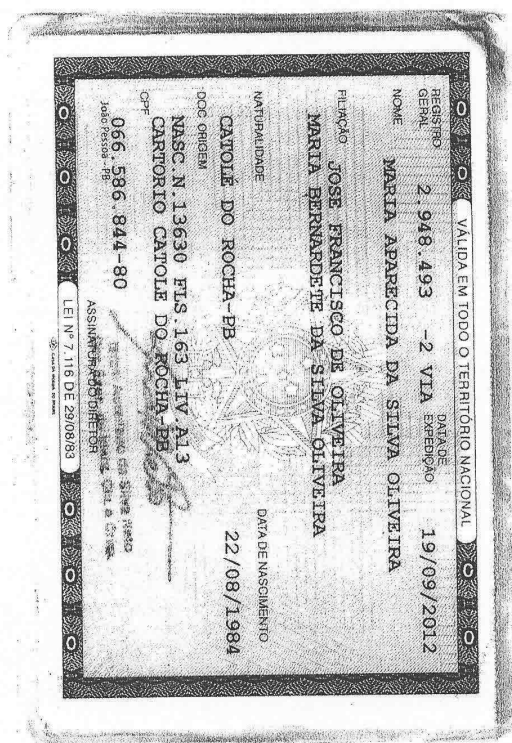 VÁLIDA EM TODO O TERRITÓRIO NACIONAL
REGISTRO GERAL 2.948.493 -2 VIA DATA DE EXPEDIÇÃO 19/09/2012
NOME
MARIA APARECIDA DA SILVA OLIVEIRA
FILIAÇÃO
JOSE FRANCISCO DE OLIVEIRA
MARIA BERNARDETE DA SILVA OLIVEIRA
NATURALIDADE DATA DE NASCIMENTO
CATOLÉ DO ROCHA-PB 22/08/1984
DOC. ORIGEM
NASC.N.13630 FLS.163 LIV.A13
CARTORIO CATOLE DO ROCHA-PB
CPF
066.586.844-80
João Pessoa - PB
ASSINATURA DO DIRETOR
LEI Nº 7.116 DE 29/08/83